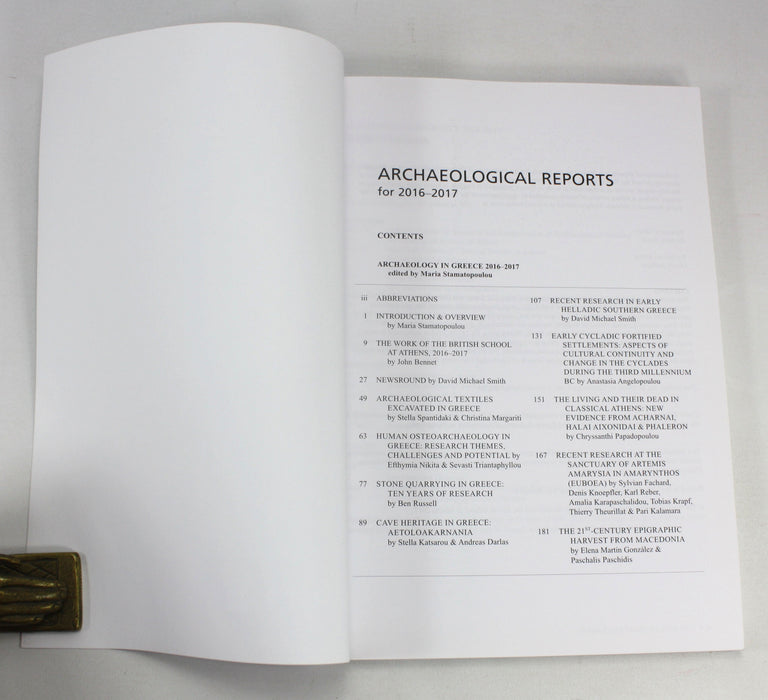 ARCHAEOLOGICAL REPORTS
for 2016–2017
CONTENTS
ARCHAEOLOGY IN GREECE 2016–2017
edited by Maria Stamatopoulou
iii ABBREVIATIONS
1 INTRODUCTION & OVERVIEW
by Maria Stamatopoulou
9 THE WORK OF THE BRITISH SCHOOL
AT ATHENS, 2016–2017
by John Bennet
27 NEWSROUND by David Michael Smith
49 ARCHAEOLOGICAL TEXTILES
EXCAVATED IN GREECE
by Stella Spantidaki & Christina Margariti
63 HUMAN OSTEOARCHAEOLOGY IN
GREECE: RESEARCH THEMES,
CHALLENGES AND POTENTIAL by
Efthymia Nikita & Sevasti Triantaphyllou
77 STONE QUARRYING IN GREECE:
TEN YEARS OF RESEARCH
by Ben Russell
89 CAVE HERITAGE IN GREECE:
AETOLOAKARNANIA
by Stella Katsarou & Andreas Darlas
107 RECENT RESEARCH IN EARLY
HELLADIC SOUTHERN GREECE
by David Michael Smith
131 EARLY CYCLADIC FORTIFIED
SETTLEMENTS: ASPECTS OF
CULTURAL CONTINUITY AND
CHANGE IN THE CYCLADES
DURING THE THIRD MILLENNIUM
BC by Anastasia Angelopoulou
151 THE LIVING AND THEIR DEAD IN
CLASSICAL ATHENS: NEW
EVIDENCE FROM ACHARNAI,
HALAI AIXONIDAI & PHALERON
by Chryssanthi Papadopoulou
167 RECENT RESEARCH AT THE
SANCTUARY OF ARTEMIS
AMARYSIA IN AMARYNTHOS
(EUBOEA) by Sylvian Fachard,
Denis Knoepfler, Karl Reber,
Amalia Karapaschalidou, Tobias Krapf,
Thierry Theurillat & Pari Kalamara
181 THE 21ST-CENTURY EPIGRAPHIC
HARVEST FROM MACEDONIA
by Elena Martín González &
Paschalis Paschidis